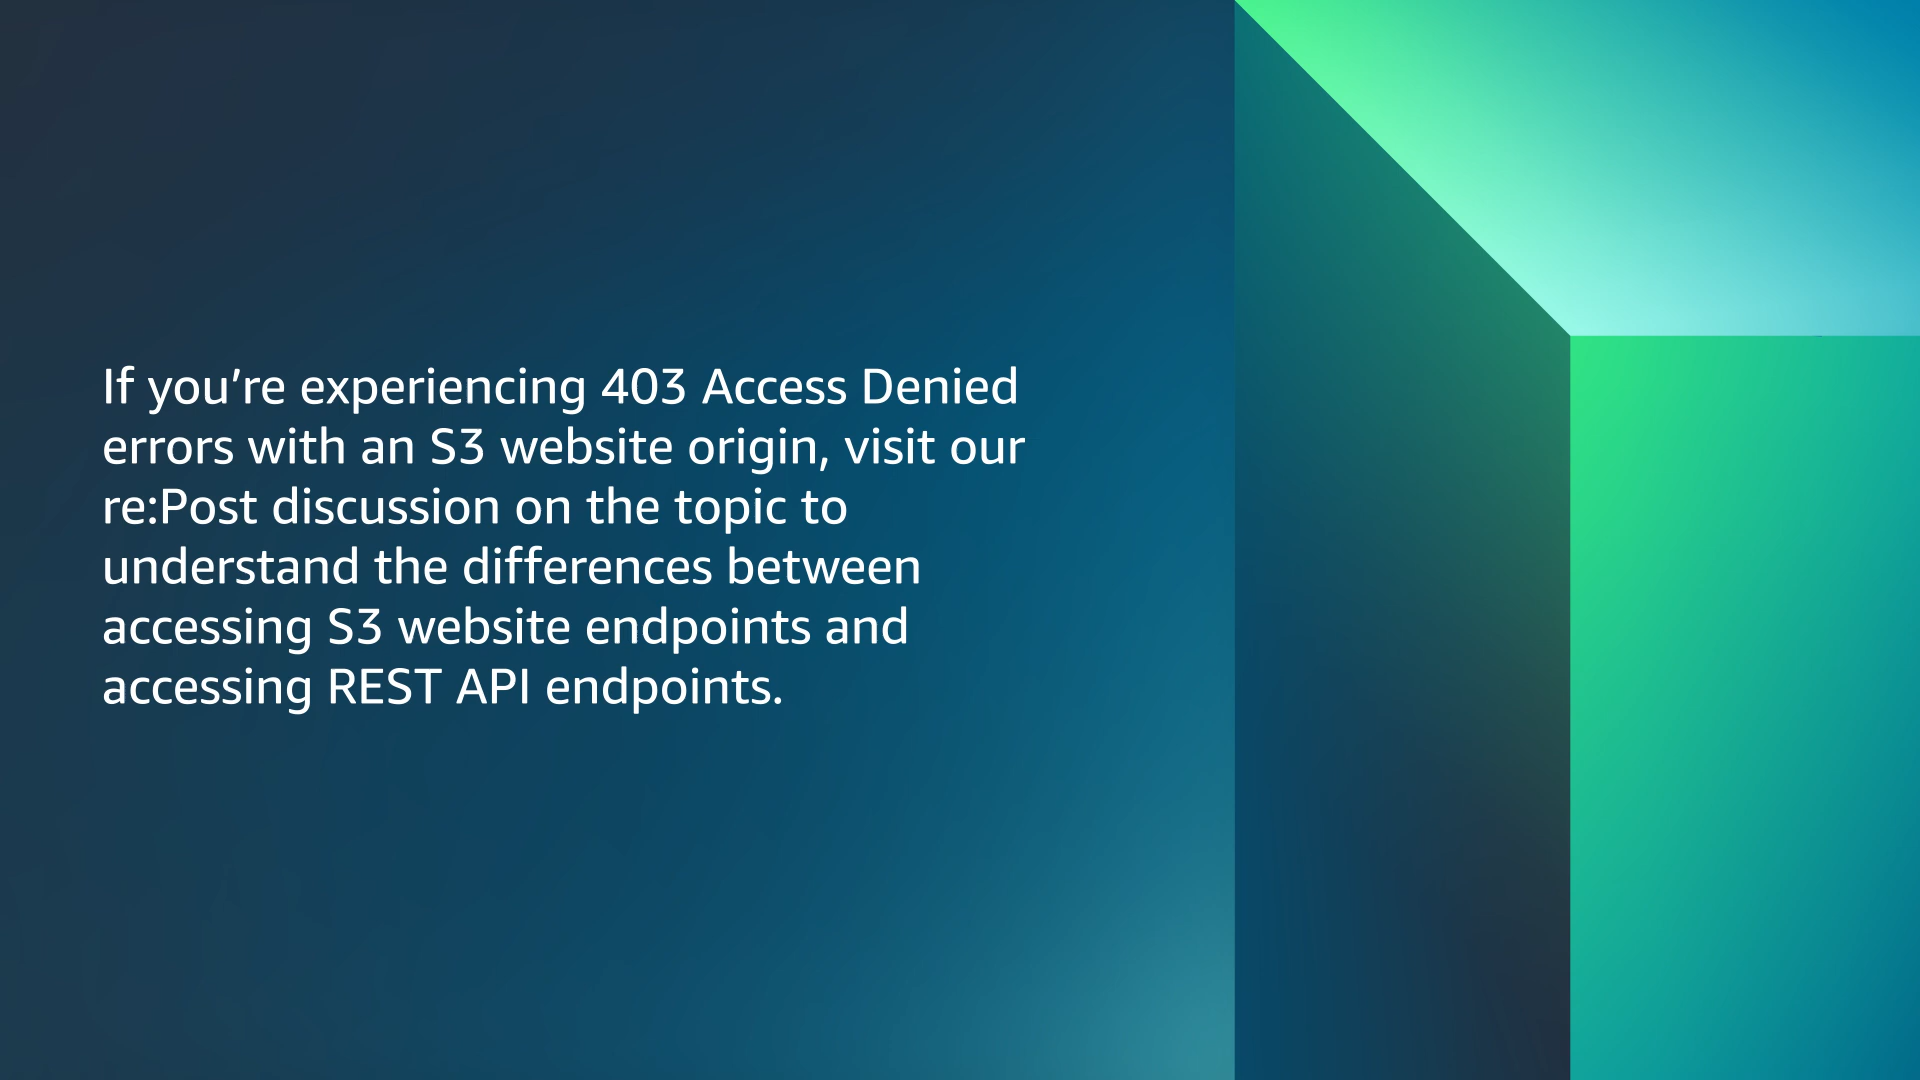 If you’re experiencing 403 Access Denied
errors with an S3 website origin, visit our
re:Post discussion on the topic to
understand the differences between
accessing S3 website endpoints and
accessing REST API endpoints.